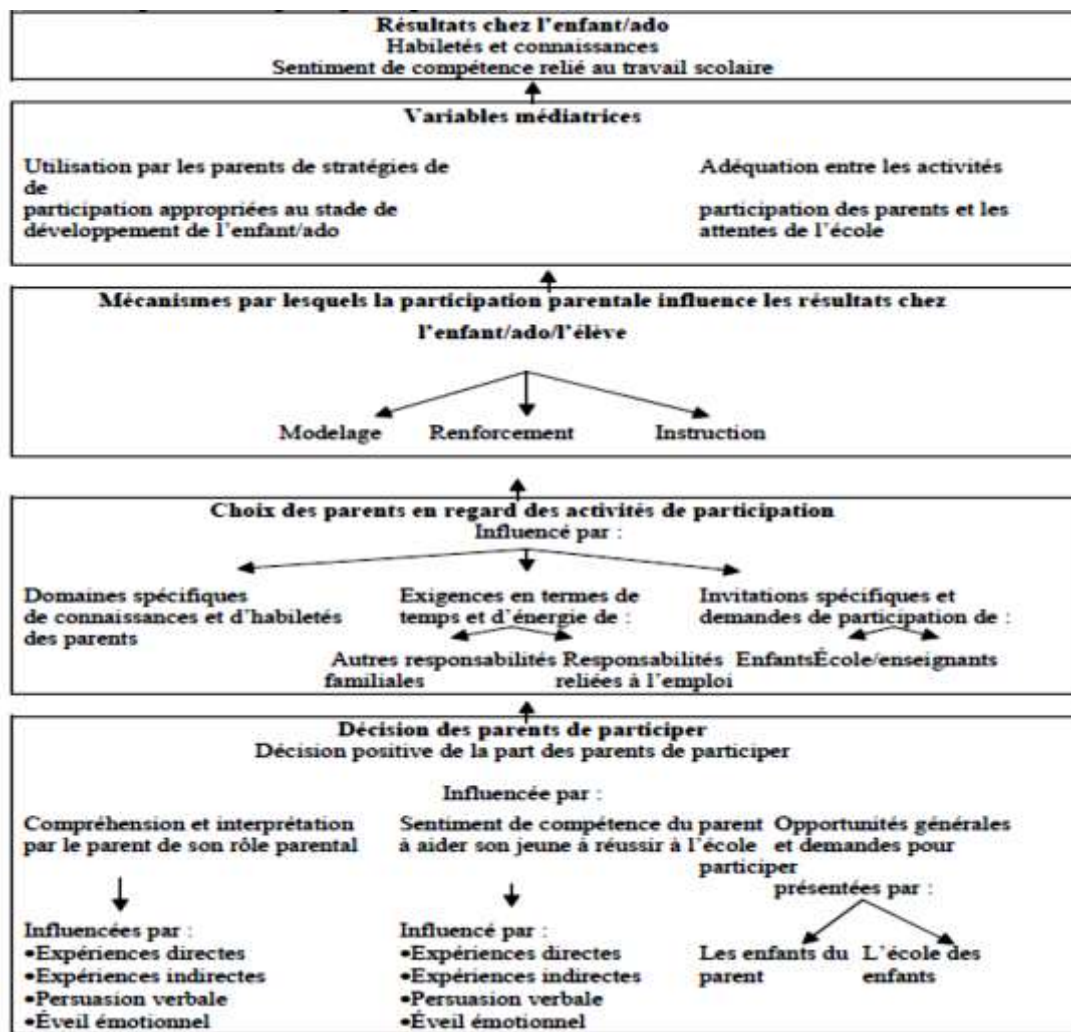 Résultats chez l'enfant/ado
Habiletés et connaissances
Sentiment de compétence relié au travail scolaire
Variables médiatrices
Utilisation par les parents de stratégies de
de
participation appropriées au stade de
développement de l'enfant/ado
Adéquation entre les activités
participation des parents et les
attentes de l'école
Mécanismes par lesquels la participation parentale influence les résultats chez
l'enfant/ado/l'élève
Modelage
Renforcement
Instruction
Choix des parents en regard des activités de participation
Influencé par :
Domaines spécifiques
de connaissances et d'habiletés
des parents
Exigences en termes de
temps et d'énergie de :
Autres responsabilités
familiales
Responsabilités
reliées à l'emploi
Invitations spécifiques et
demandes de participation de :
Enfants
École/enseignants
Décision des parents de participer
Décision positive de la part des parents de participer
Influencée par :
Compréhension et interprétation
par le parent de son rôle parental
Influencées par :
•Expériences directes
•Expériences indirectes
•Persuasion verbale
•Éveil émotionnel
Sentiment de compétence du parent
à aider son jeune à réussir à l'école
Influencé par :
•Expériences directes
•Expériences indirectes
•Persuasion verbale
•Éveil émotionnel
Opportunités générales
et demandes pour
participer
présentées par :
Les enfants du
parent
L'école des
enfants